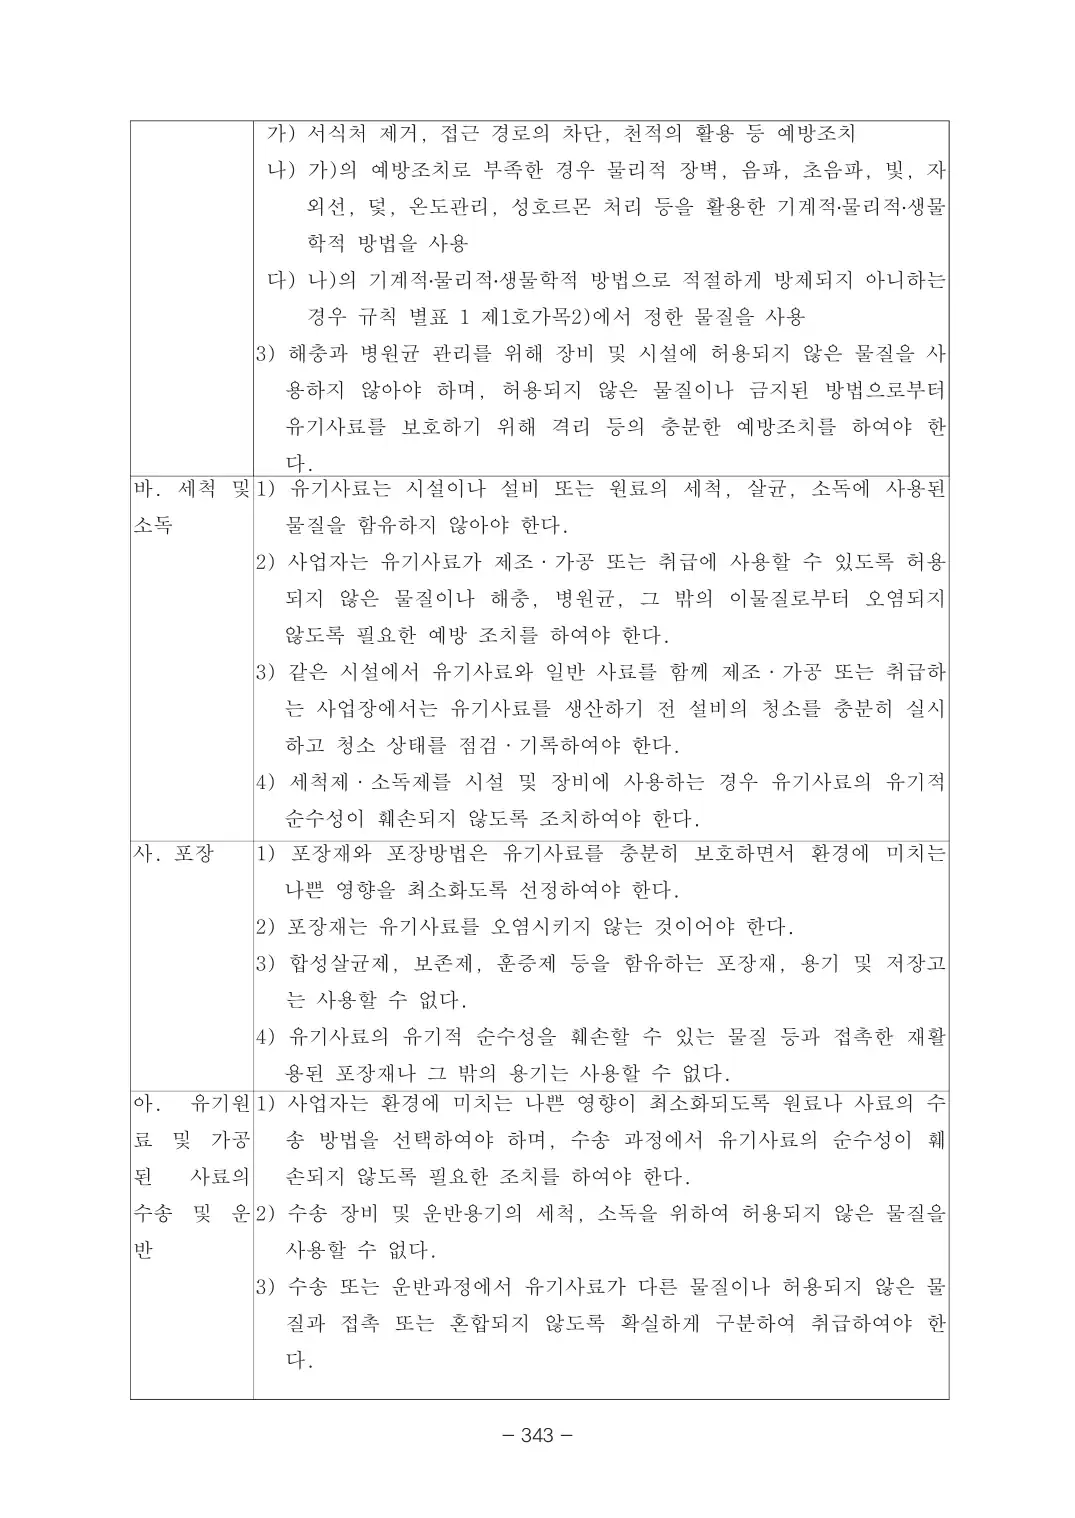 가) 서식처 제거, 접근 경로의 차단, 천적의 활용 등 예방조치
나) 가)의 예방조치로 부족한 경우 물리적 장벽, 음파, 초음파, 빛, 자
외선, 덫, 온도관리, 성호르몬 처리 등을 활용한 기계적·물리적·생물
학적 방법을 사용
다) 나)의 기계적·물리적·생물학적 방법으로 적절하게 방제되지 아니하는
경우 규칙 별표 1 제1호가목2)에서 정한 물질을 사용
3) 해충과 병원균 관리를 위해 장비 및 시설에 허용되지 않은 물질을 사
용하지 않아야 하며, 허용되지 않은 물질이나 금지된 방법으로부터
유기사료를 보호하기 위해 격리 등의 충분한 예방조치를 하여야 한
다.
바. 세척 및
소독
1) 유기사료는 시설이나 설비 또는 원료의 세척, 살균, 소독에 사용된
물질을 함유하지 않아야 한다.
2) 사업자는 유기사료가 제조·가공 또는 취급에 사용할 수 있도록 허용
되지 않은 물질이나 해충, 병원균, 그 밖의 이물질로부터 오염되지
않도록 필요한 예방 조치를 하여야 한다.
3) 같은 시설에서 유기사료와 일반 사료를 함께 제조·가공 또는 취급하
는 사업장에서는 유기사료를 생산하기 전 설비의 청소를 충분히 실시
하고 청소 상태를 점검·기록하여야 한다.
4) 세척제·소독제를 시설 및 장비에 사용하는 경우 유기사료의 유기적
순수성이 훼손되지 않도록 조치하여야 한다.
사. 포장
1) 포장재와 포장방법은 유기사료를 충분히 보호하면서 환경에 미치는
나쁜 영향을 최소화도록 선정하여야 한다.
2) 포장재는 유기사료를 오염시키지 않는 것이어야 한다.
3) 합성살균제, 보존제, 훈증제 등을 함유하는 포장재, 용기 및 저장고
는 사용할 수 없다.
4) 유기사료의 유기적 순수성을 훼손할 수 있는 물질 등과 접촉한 재활
용된 포장재나 그 밖의 용기는 사용할 수 없다.
아. 유기원
료 및 가공
된 사료의
수송 및 운
반
1) 사업자는 환경에 미치는 나쁜 영향이 최소화되도록 원료나 사료의 수
송 방법을 선택하여야 하며, 수송 과정에서 유기사료의 순수성이 훼
손되지 않도록 필요한 조치를 하여야 한다.
2) 수송 장비 및 운반용기의 세척, 소독을 위하여 허용되지 않은 물질을
사용할 수 없다.
3) 수송 또는 운반과정에서 유기사료가 다른 물질이나 허용되지 않은 물
질과 접촉 또는 혼합되지 않도록 확실하게 구분하여 취급하여야 한
다.
- 343 -